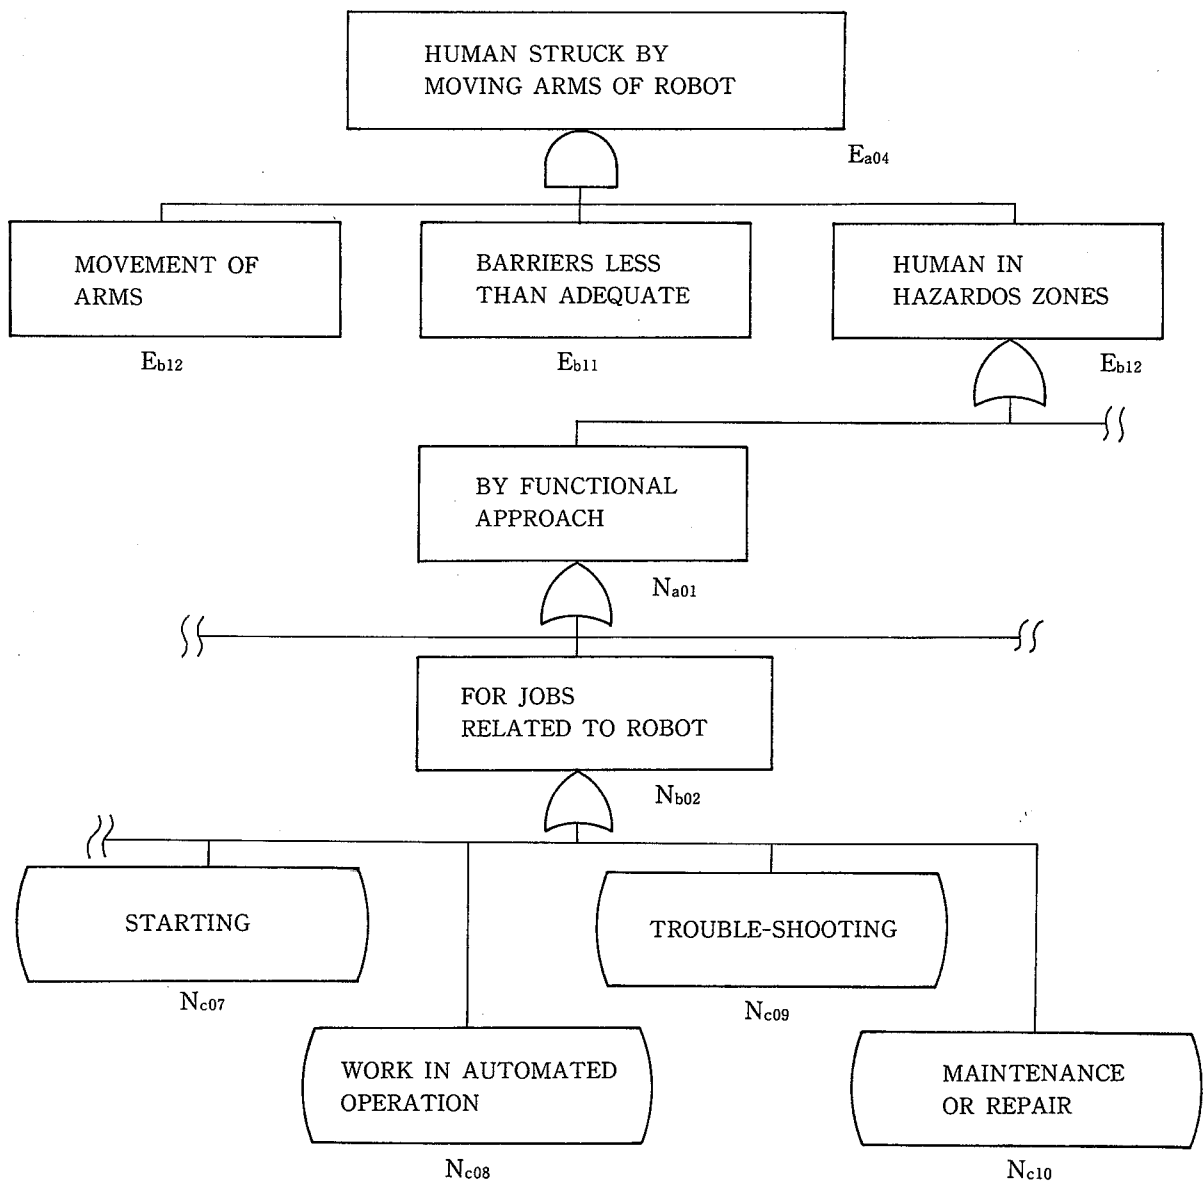 HUMAN STRUCK BY
MOVING ARMS OF ROBOT
Ea04
MOVEMENT OF
ARMS
Eb12
BARRIERS LESS
THAN ADEQUATE
Eb11
HUMAN IN
HAZARDOS ZONES
Eb12
BY FUNCTIONAL
APPROACH
Na01
FOR JOBS
RELATED TO ROBOT
Nb02
STARTING
Nc07
TROUBLE-SHOOTING
Nc09
WORK IN AUTOMATED
OPERATION
Nc08
MAINTENANCE
OR REPAIR
Nc10